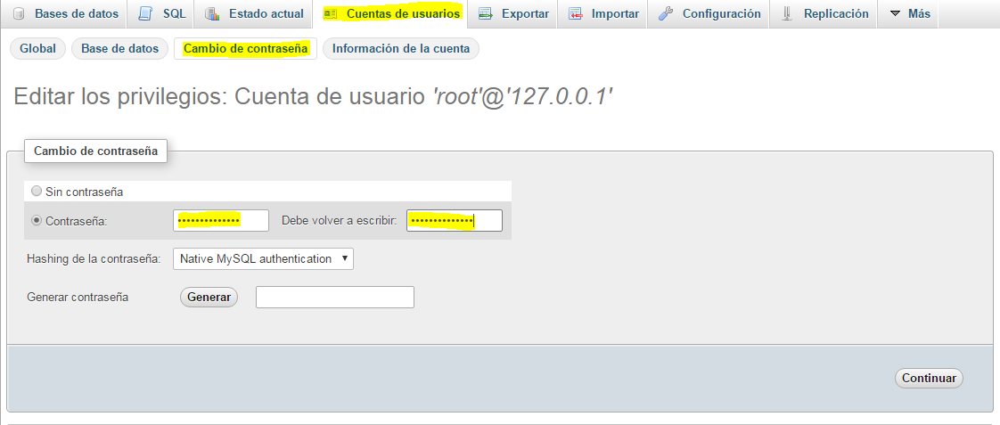 Bases de datos SQL Estado actual Cuentas de usuarios Exportar Importar Configuración Replicación Más
Global Base de datos Cambio de contraseña Información de la cuenta
Editar los privilegios: Cuenta de usuario 'root'@'127.0.0.1'
Cambio de contraseña
Sin contraseña
Contraseña: •••••••••••••• Debe volver a escribir: ••••••••••••••
Hashing de la contraseña: Native MySQL authentication
Generar contraseña Generar
Continuar